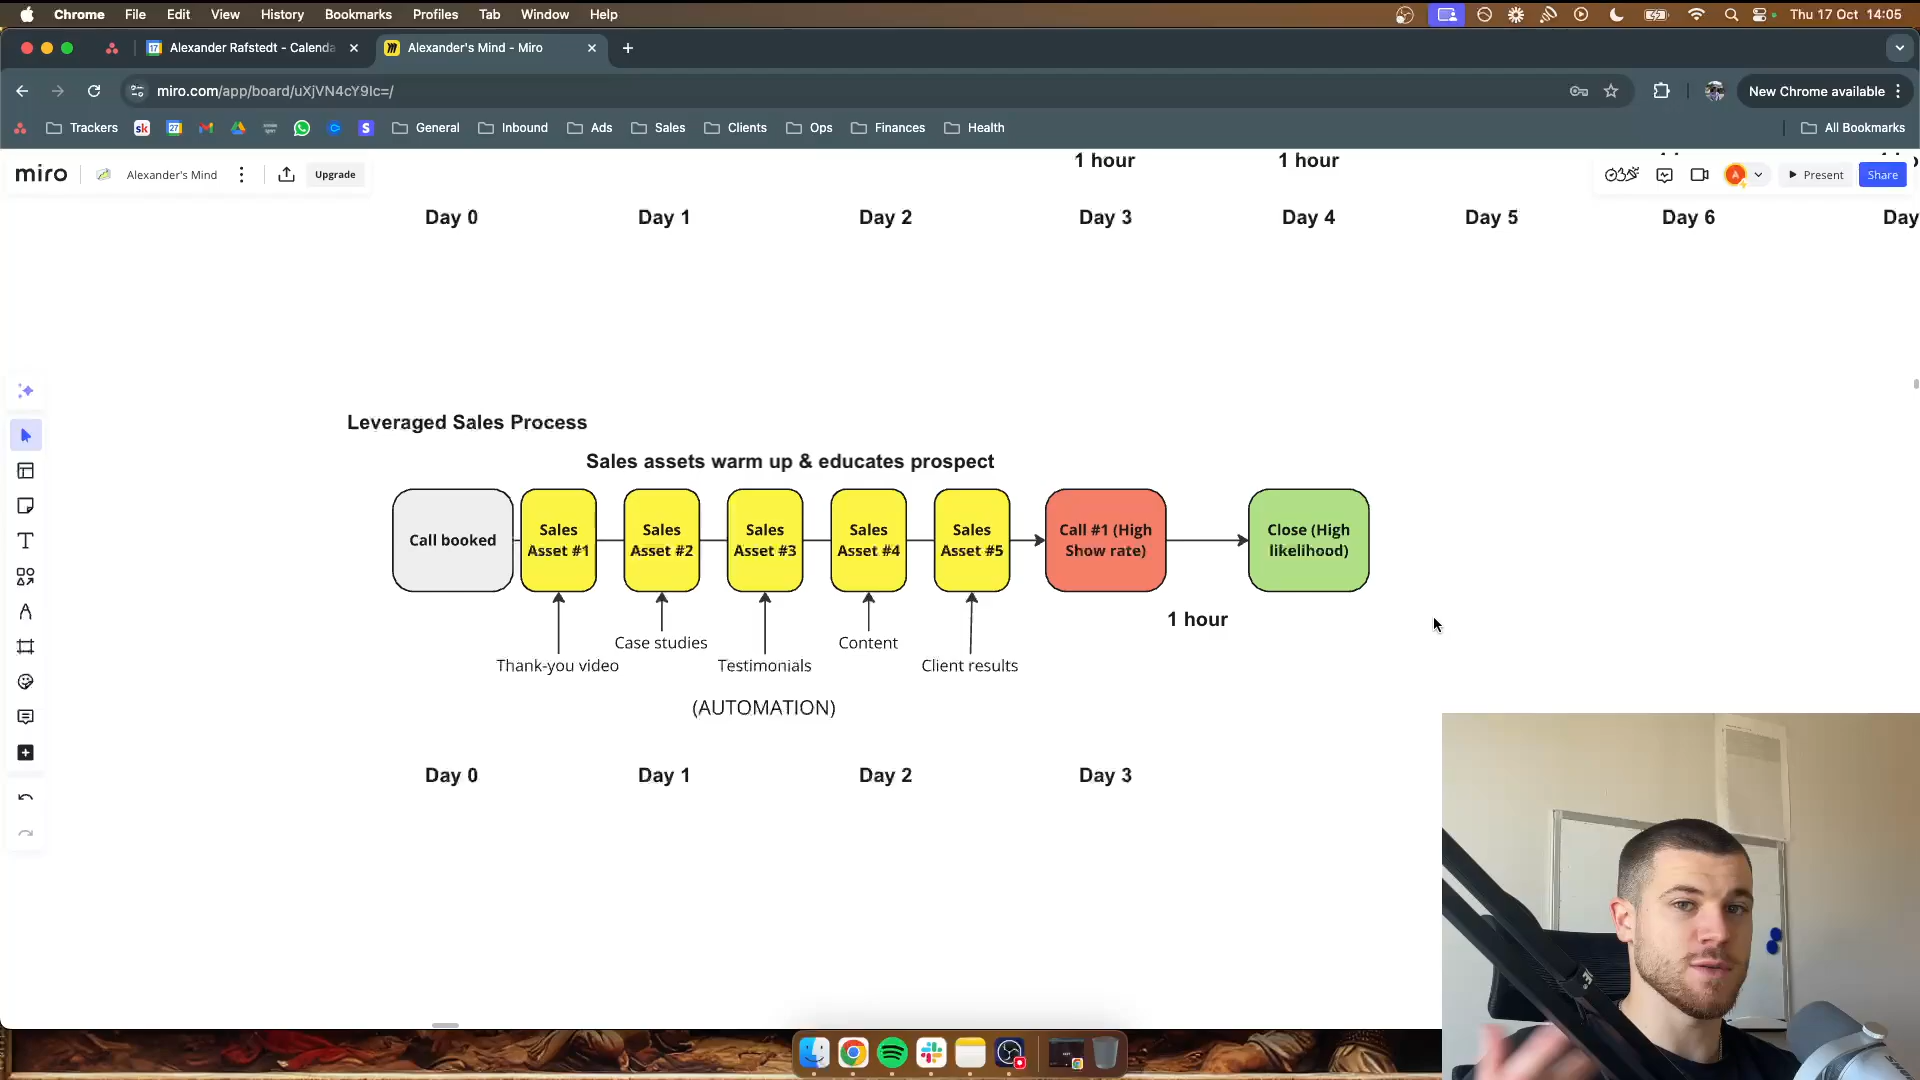 Chrome File Edit View History Bookmarks Profiles Tab Window Help
Thu 17 Oct 14:05
17 Alexander Rafstedt - Calenda
Alexander's Mind - Miro
miro.com/app/board/uXjVN4cY9Ic=/
New Chrome available
Trackers sk 27 S General Inbound Ads Sales Clients Ops Finances Health
All Bookmarks
miro Alexander's Mind Upgrade
A Present Share
1 hour 1 hour
Day 0 Day 1 Day 2 Day 3 Day 4 Day 5 Day 6 Day
Leveraged Sales Process
Sales assets warm up & educates prospect
Call booked
Sales
Asset #1
Sales
Asset #2
Sales
Asset #3
Sales
Asset #4
Sales
Asset #5
Call #1 (High
Show rate)
Close (High
likelihood)
1 hour
Thank-you video
Case studies
Testimonials
Content
Client results
(AUTOMATION)
Day 0 Day 1 Day 2 Day 3